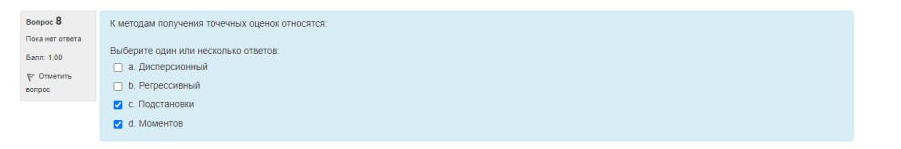 Вопрос 8
Пока нет ответа
Балл: 1,00
Отметить
вопрос
К методам получения точечных оценок относятся:
Выберите один или несколько ответов:
a. Дисперсионный
b. Регрессивный
c. Подстановки
d. Моментов